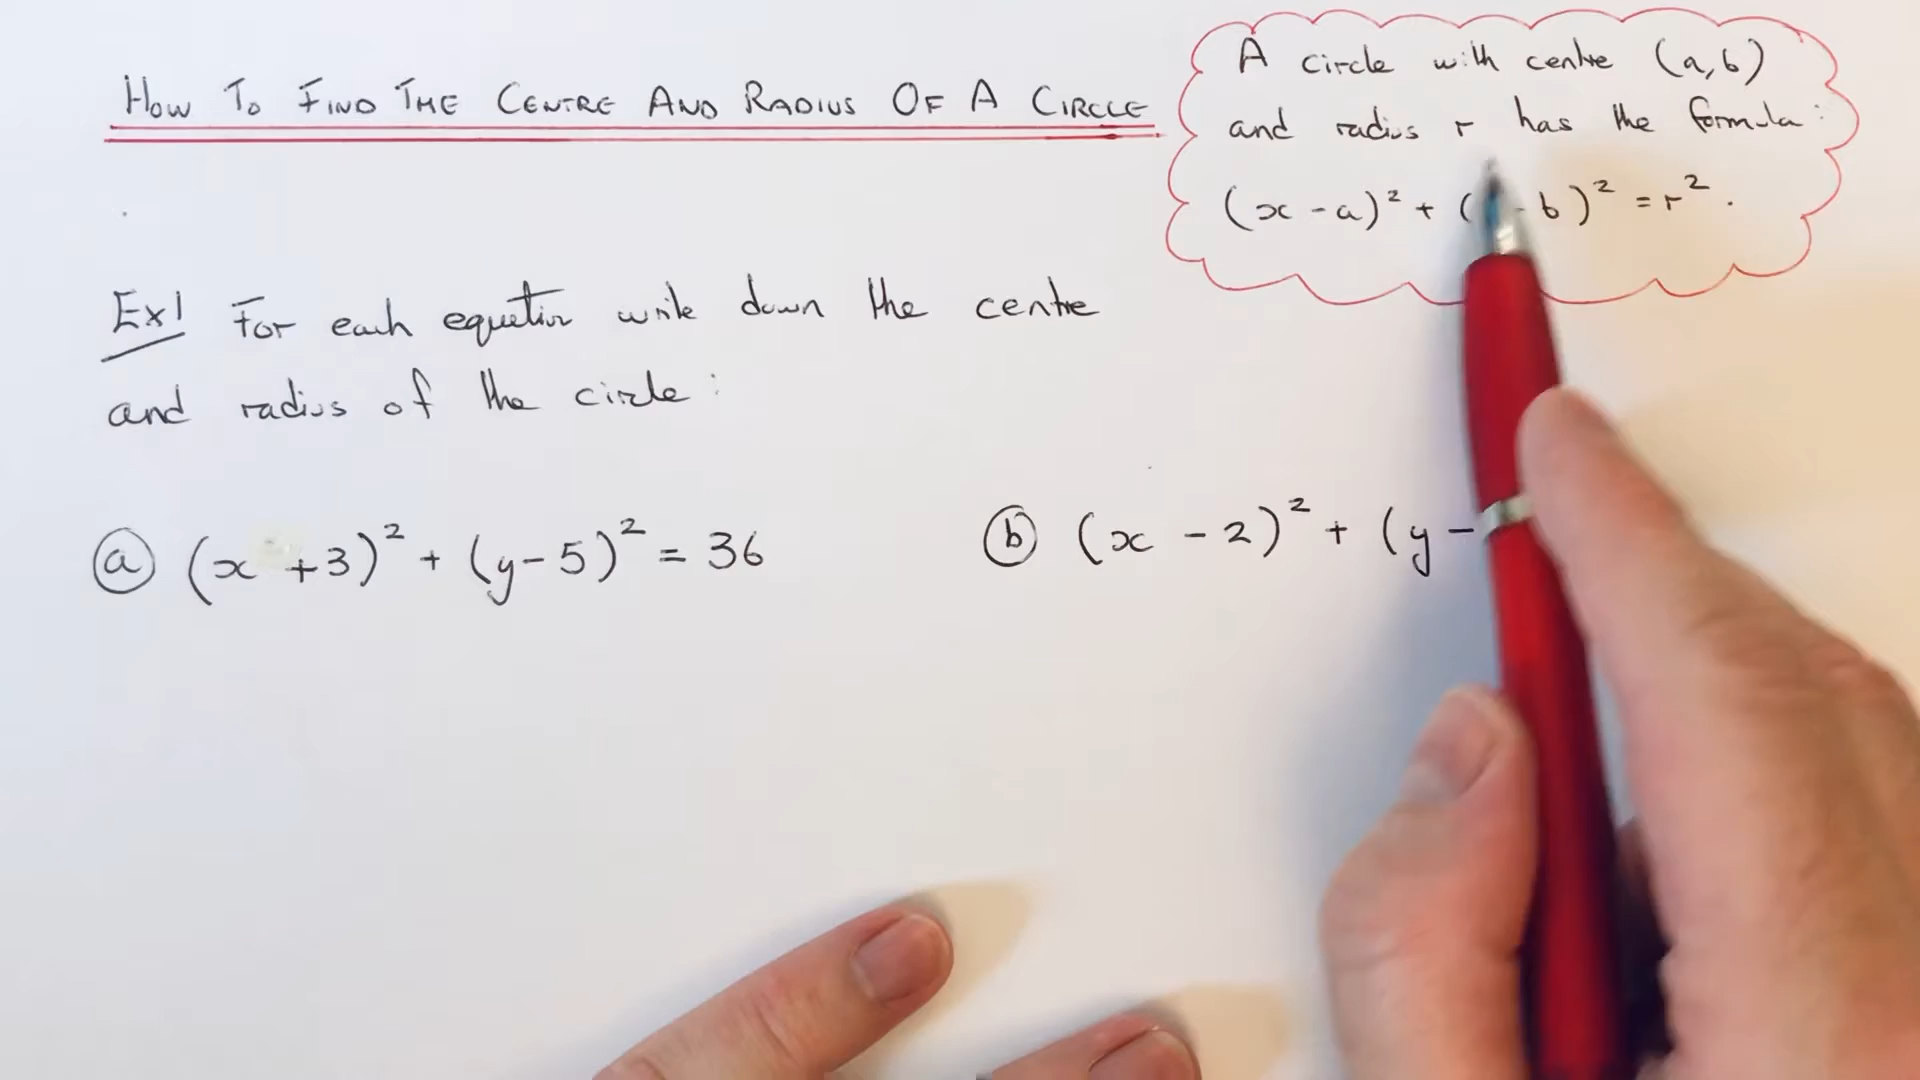 HOW TO FIND THE CENTRE AND RADIUS OF A CIRCLE
A circle with centre (a,b)
and radius r has the formula:
(x - a)² + ( - b)² = r².
Ex1 For each equation write down the centre
and radius of the circle:
ⓐ (x +3)² + (y-5)² = 36
ⓑ (x - 2)² + (y -